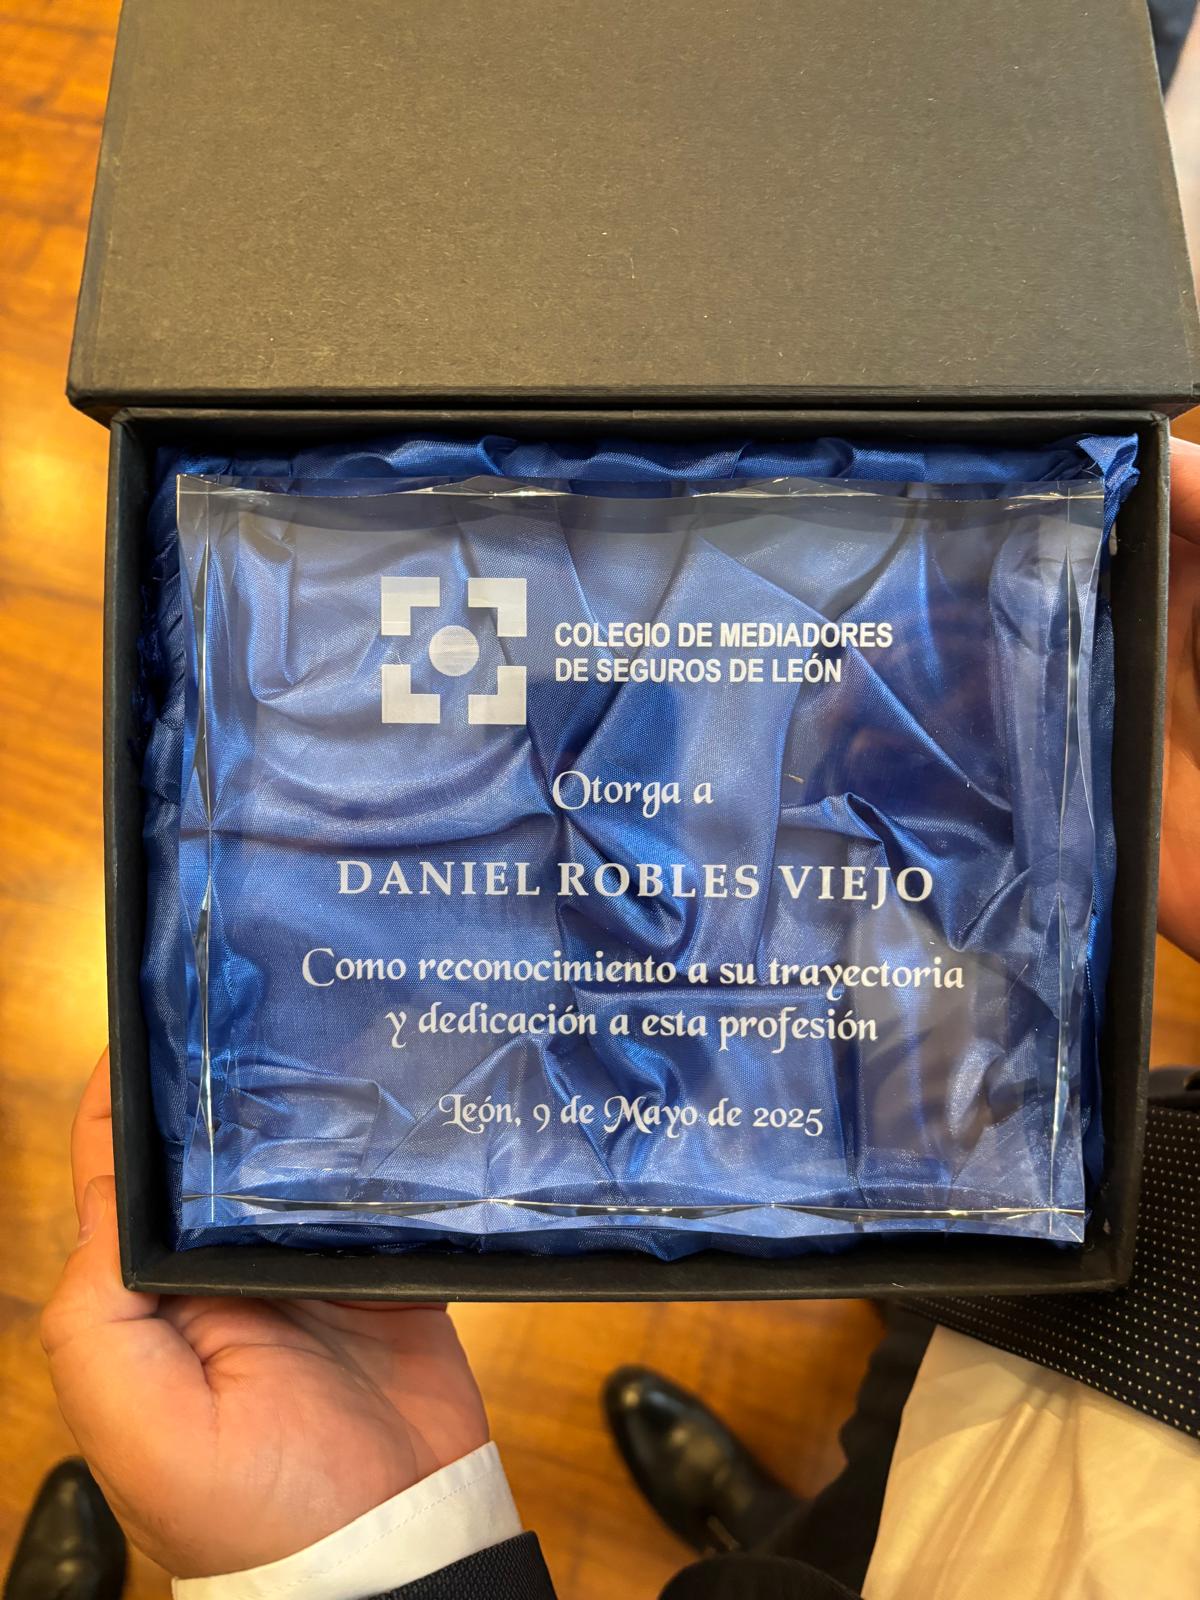 COLEGIO DE MEDIADORES
DE SEGUROS DE LEÓN
Otorga a
DANIEL ROBLES VIEJO
Como reconocimiento a su trayectoria
y dedicación a esta profesión
León, 9 de Mayo de 2025